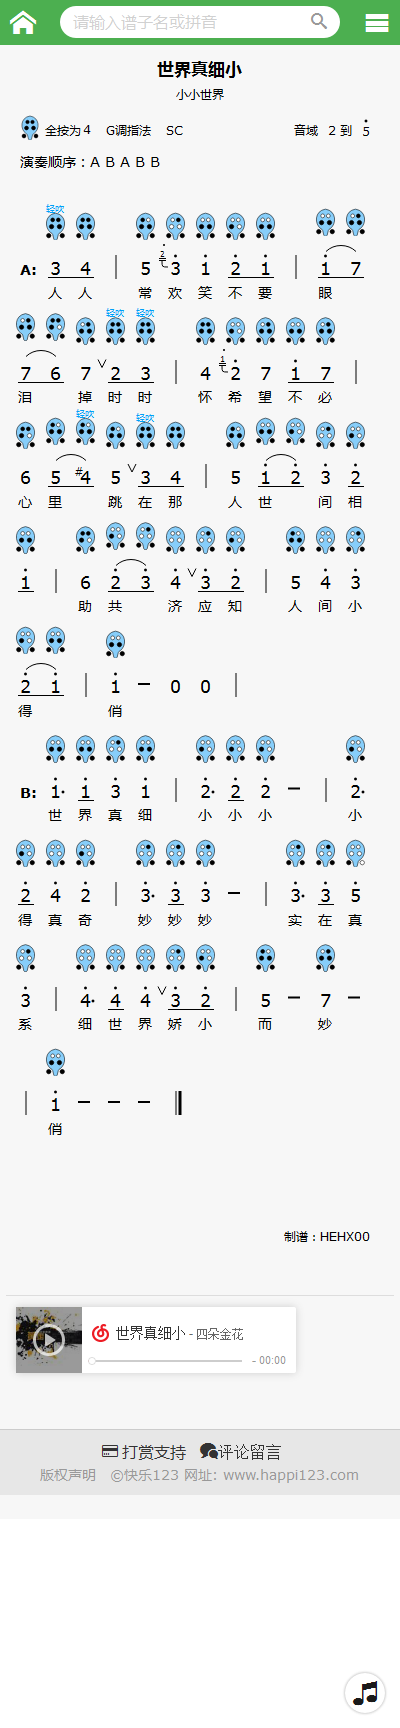 请输入谱子名或拼音
世界真细小
小小世界
全按为4 G调指法 SC 音域 2 到 5̇
演奏顺序：A B A B B
轻吹
A: 3 4 | 5 2̇ 3̇ 1̇ 2̇ 1̇ | 1̇ 7
人 人 常 欢 笑 不 要 眼
轻吹 轻吹
7 6 7 ∨ 2 3 | 4 1̇ 2̇ 7 1̇ 7 |
泪 掉 时 时 怀 希 望 不 必
轻吹 轻吹
6 5 #4 5 ∨ 3 4 | 5 1̇ 2̇ 3̇ 2̇
心 里 跳 在 那 人 世 间 相
1̇ | 6 2̇ 3̇ 4̇ ∨ 3̇ 2̇ | 5 4̇ 3̇
助 共 济 应 知 人 间 小
2̇ 1̇ | 1̇ – 0 0 |
得 俏
B: 1̇· 1̇ 3̇ 1̇ | 2̇· 2̇ 2̇ – | 2̇·
世 界 真 细 小 小 小 小
2̇ 4̇ 2̇ | 3̇· 3̇ 3̇ – | 3̇· 3̇ 5̇
得 真 奇 妙 妙 妙 实 在 真
3̇ | 4̇· 4̇ 4̇ ∨ 3̇ 2̇ | 5 – 7 –
系 细 世 界 娇 小 而 妙
| 1̇ – – – ‖
俏
制谱：HEHX00
世界真细小 - 四朵金花
- 00:00
打赏支持 评论留言
版权声明 ©快乐123 网址: www.happi123.com